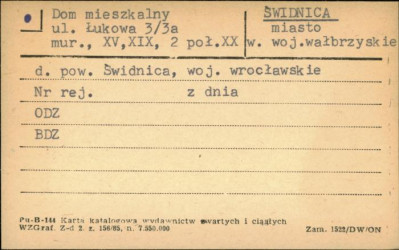 Dom mieszkalny
ul. Łukowa 3/3a
mur., XV,XIX, 2 poł.XX
ŚWIDNICA
miasto
w. woj.wałbrzyskie
d. pow. Świdnica, woj. wrocławskie
Nr rej. z dnia
ODZ
BDZ
Pu-B-144 Karta katalogowa wydawnictw zwartych i ciągłych
WZGraf. Z-d 2. z. 156/85, n. 7.550.000
Zam. 1522/DW/ON